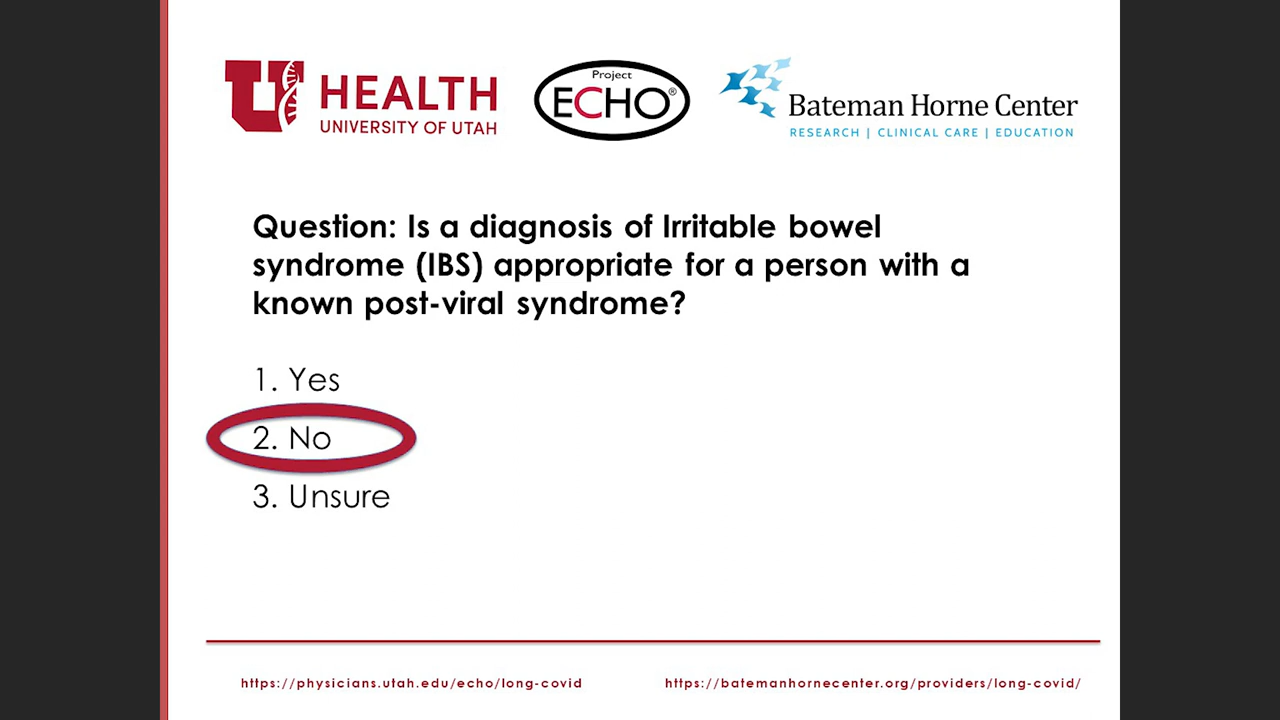 HEALTH
UNIVERSITY OF UTAH
Project
ECHO®
Bateman Horne Center
RESEARCH | CLINICAL CARE | EDUCATION
Question: Is a diagnosis of Irritable bowel
syndrome (IBS) appropriate for a person with a
known post-viral syndrome?
1. Yes
2. No
3. Unsure
https://physicians.utah.edu/echo/long-covid
https://batemanhornecenter.org/providers/long-covid/